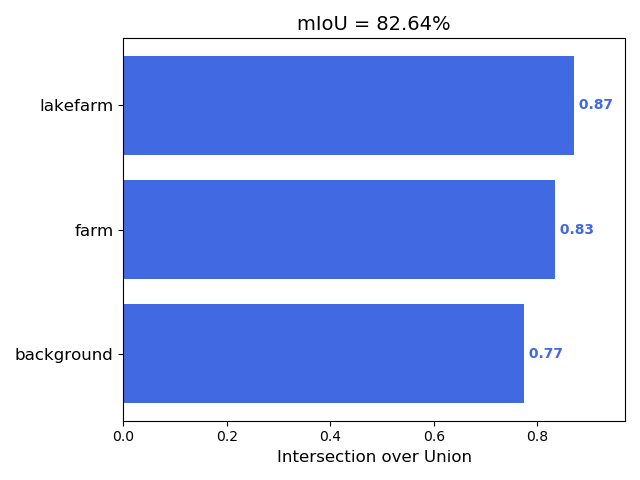 mIoU = 82.64%
lakefarm
0.87
farm
0.83
background
0.77
0.0 0.2 0.4 0.6 0.8
Intersection over Union